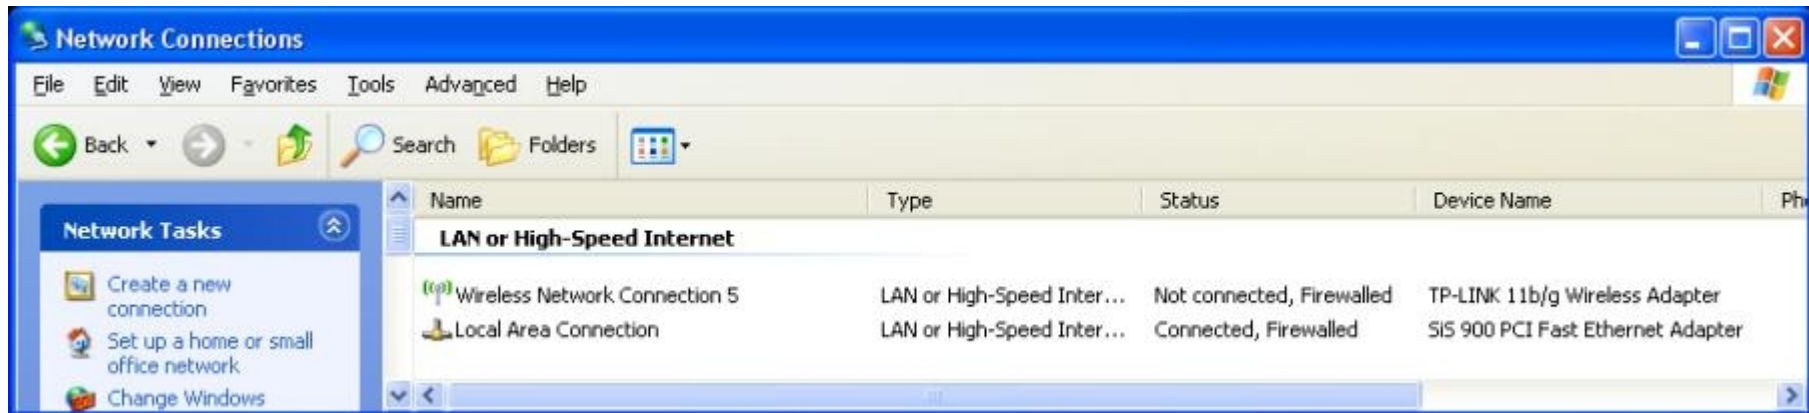 Network Connections
File Edit View Favorites Tools Advanced Help
Back Search Folders
Name Type Status Device Name
Network Tasks
LAN or High-Speed Internet
Create a new
connection
Wireless Network Connection 5 LAN or High-Speed Inter... Not connected, Firewalled TP-LINK 11b/g Wireless Adapter
Local Area Connection LAN or High-Speed Inter... Connected, Firewalled SiS 900 PCI Fast Ethernet Adapter
Set up a home or small
office network
Change Windows